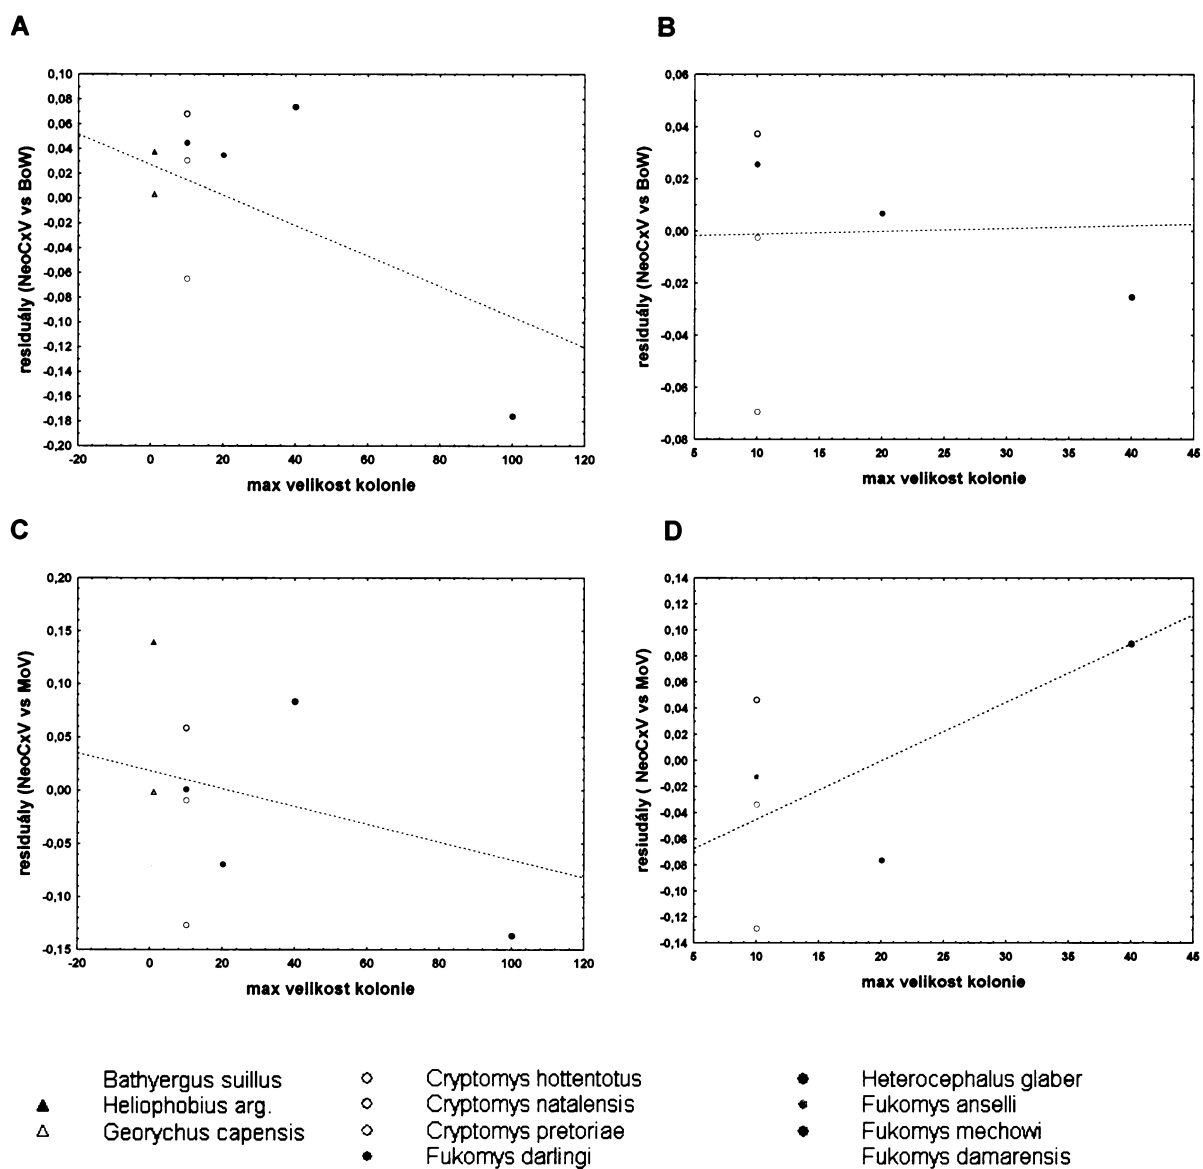 A
0,10
0,08
0,06
0,04
0,02
0,00
-0,02
-0,04
-0,06
-0,08
-0,10
-0,12
-0,14
-0,16
-0,18
-0,20
residuály (NeoCxV vs BoW)
-20 0 20 40 60 80 100 120
max velikost kolonie
B
0,06
0,04
0,02
0,00
-0,02
-0,04
-0,06
-0,08
residuály (NeoCxV vs BoW)
5 10 15 20 25 30 35 40 45
max velikost kolonie
C
0,20
0,15
0,10
0,05
0,00
-0,05
-0,10
-0,15
residuály (NeoCxV vs MoV)
-20 0 20 40 60 80 100 120
max velikost kolonie
D
0,14
0,12
0,10
0,08
0,06
0,04
0,02
0,00
-0,02
-0,04
-0,06
-0,08
-0,10
-0,12
-0,14
resiudály ( NeoCxV vs MoV)
5 10 15 20 25 30 35 40 45
max velikost kolonie
Bathyergus suillus
Heliophobius arg.
Georychus capensis
Cryptomys hottentotus
Cryptomys natalensis
Cryptomys pretoriae
Fukomys darlingi
Heterocephalus glaber
Fukomys anselli
Fukomys mechowi
Fukomys damarensis